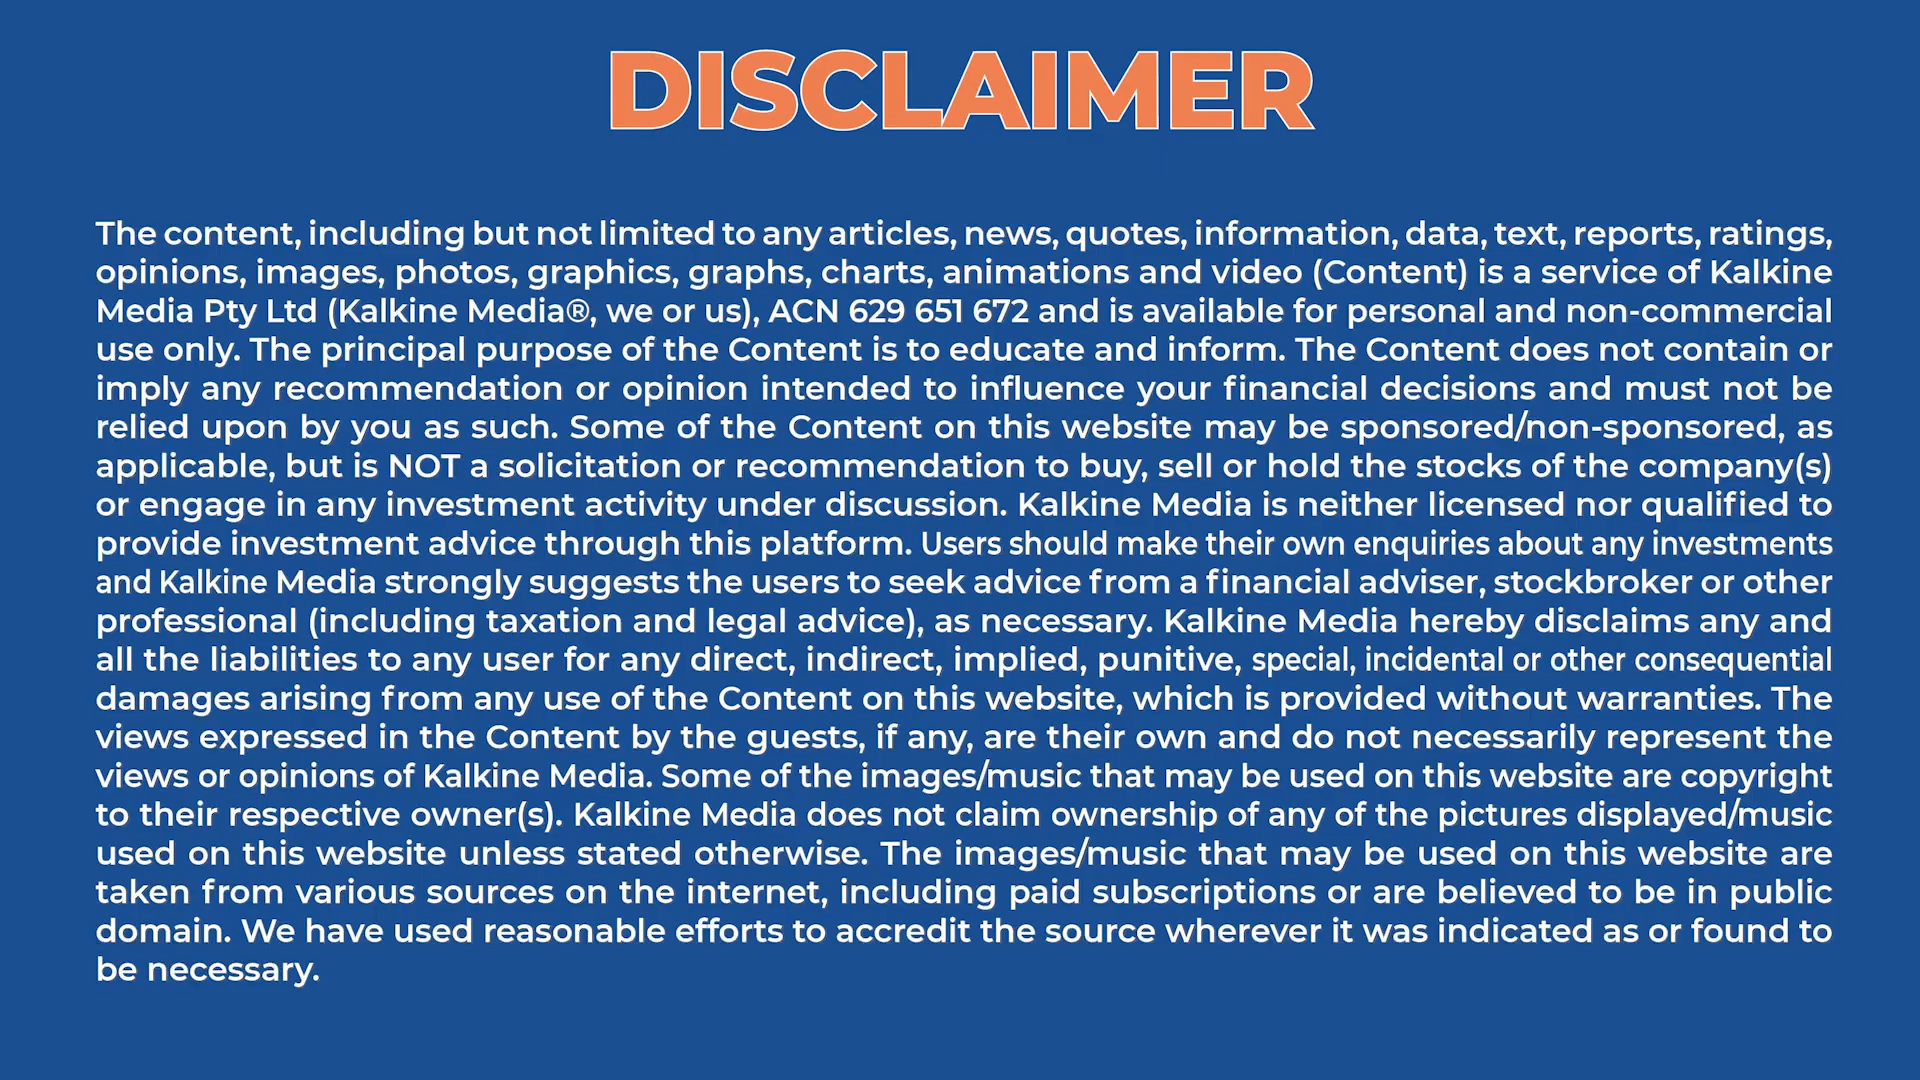 DISCLAIMER
The content, including but not limited to any articles, news, quotes, information, data, text, reports, ratings,
opinions, images, photos, graphics, graphs, charts, animations and video (Content) is a service of Kalkine
Media Pty Ltd (Kalkine Media®, we or us), ACN 629 651 672 and is available for personal and non-commercial
use only. The principal purpose of the Content is to educate and inform. The Content does not contain or
imply any recommendation or opinion intended to influence your financial decisions and must not be
relied upon by you as such. Some of the Content on this website may be sponsored/non-sponsored, as
applicable, but is NOT a solicitation or recommendation to buy, sell or hold the stocks of the company(s)
or engage in any investment activity under discussion. Kalkine Media is neither licensed nor qualified to
provide investment advice through this platform. Users should make their own enquiries about any investments
and Kalkine Media strongly suggests the users to seek advice from a financial adviser, stockbroker or other
professional (including taxation and legal advice), as necessary. Kalkine Media hereby disclaims any and
all the liabilities to any user for any direct, indirect, implied, punitive, special, incidental or other consequential
damages arising from any use of the Content on this website, which is provided without warranties. The
views expressed in the Content by the guests, if any, are their own and do not necessarily represent the
views or opinions of Kalkine Media. Some of the images/music that may be used on this website are copyright
to their respective owner(s). Kalkine Media does not claim ownership of any of the pictures displayed/music
used on this website unless stated otherwise. The images/music that may be used on this website are
taken from various sources on the internet, including paid subscriptions or are believed to be in public
domain. We have used reasonable efforts to accredit the source wherever it was indicated as or found to
be necessary.